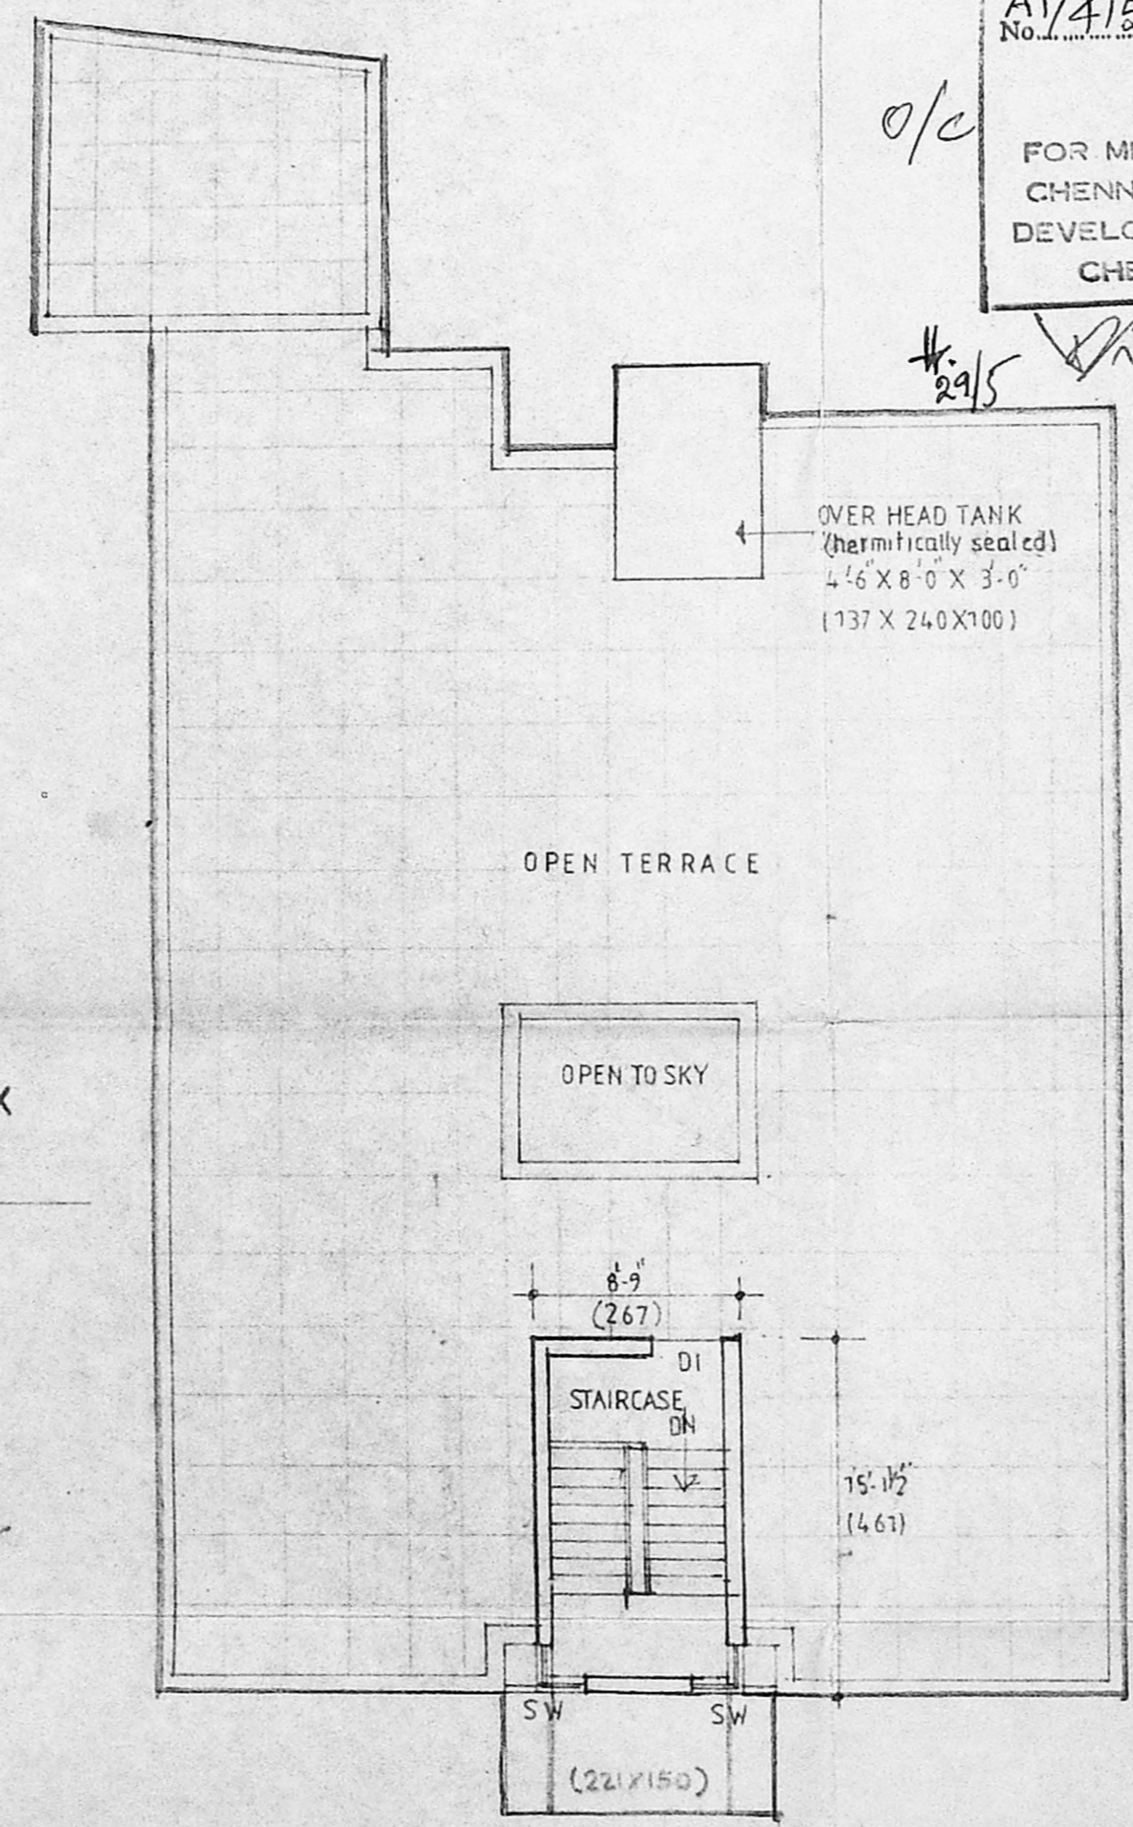 No.
O/C
FOR
CHENN
DEVELO
CHE
29/5
OVER HEAD TANK
(hermitically sealed)
4'-6" X 8'-0" X 3'-0"
(137 X 240 X 100)
OPEN TERRACE
OPEN TO SKY
8'-9"
(267)
D1
STAIRCASE
DN
15'-1½"
(461)
SW
SW
(221X150)